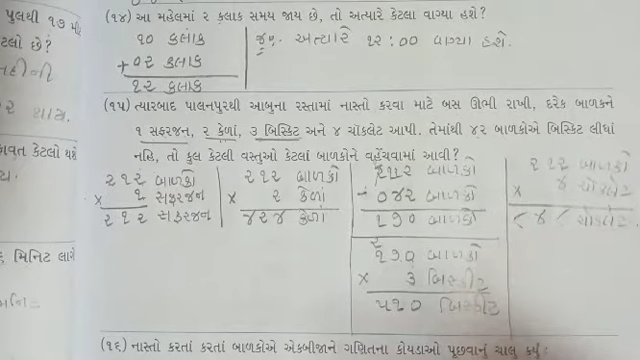 પુલથી ૧૭ મી
ટલો છે?
(૧૪) આ મહેલમાં ૨ કલાક સમય જાય છે, તો અત્યારે કેટલા વાગ્યા હશે?
૧૦ કલાક
+૦૨ કલાક
૧૨ કલાક
જ. અત્યારે ૧૨:૦૦ વાગ્યા હશે.
(૧૫) ત્યારબાદ પાલનપુરથી આબુના રસ્તામાં નાસ્તો કરવા માટે બસ ઊભી રાખી, દરેક બાળકને
૧ સફરજન, ૨ કેળાં, ૩ બિસ્કિટ અને ૪ ચૉકલેટ આપી. તેમાંથી ૪૨ બાળકોએ બિસ્કિટ લીધાં
નહિ, તો કુલ કેટલી વસ્તુઓ કેટલાં બાળકોને વહેંચવામાં આવી?
કેટલો થશે
૨૧૨ બાળકો
× ૧ સફરજન
૨૧૨ સફરજન
૨૧૨ બાળકો
× ૨ કેળાં
૪૨૪ કેળાં
૨૧૨ બાળકો
- ૦૪૨ બાળકો
૧૭૦ બાળકો
૨
૧૭૦ બાળકો
× ૩ બિસ્કીટ
૫૧૦ બિસ્કીટ
૨૧૨ બાળકો
× ૪ ચોકલેટ
૮૪૮ ચોકલેટ
મિનિટ લાગે
(૧૬) નાસ્તો કરતાં કરતાં બાળકોએ એકબીજાને ગણિતના કોયડાઓ પૂછવાનું ચાલુ કર્યું :